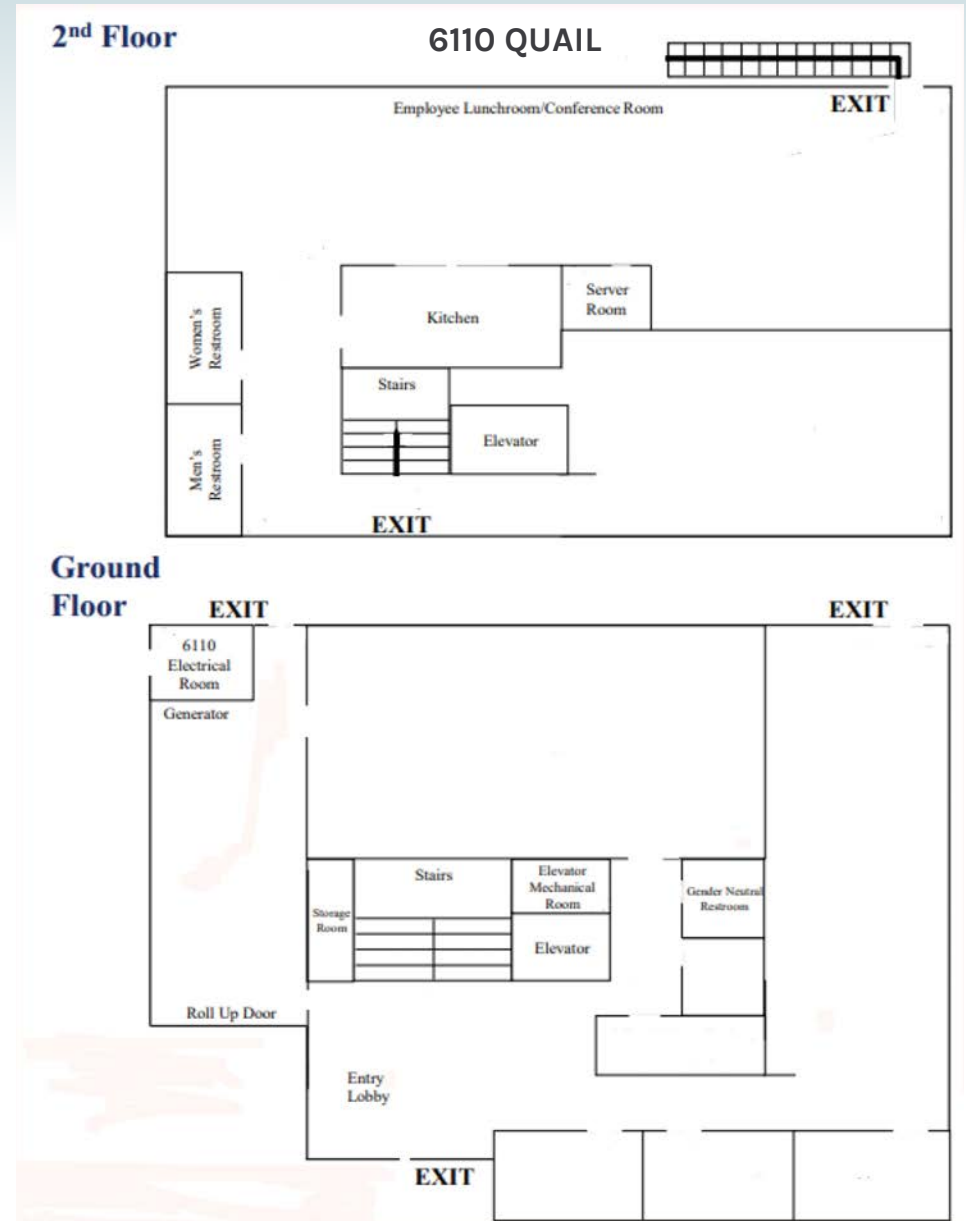 2nd Floor
6110 QUAIL
EXIT
Employee Lunchroom/Conference Room
Server
Room
Kitchen
Women's
Restroom
Stairs
Elevator
Men's
Restroom
EXIT
Ground
Floor
EXIT
EXIT
6110
Electrical
Room
Generator
Stairs
Elevator
Mechanical
Room
Gender Neutral
Restroom
Storage
Room
Elevator
Roll Up Door
Entry
Lobby
EXIT